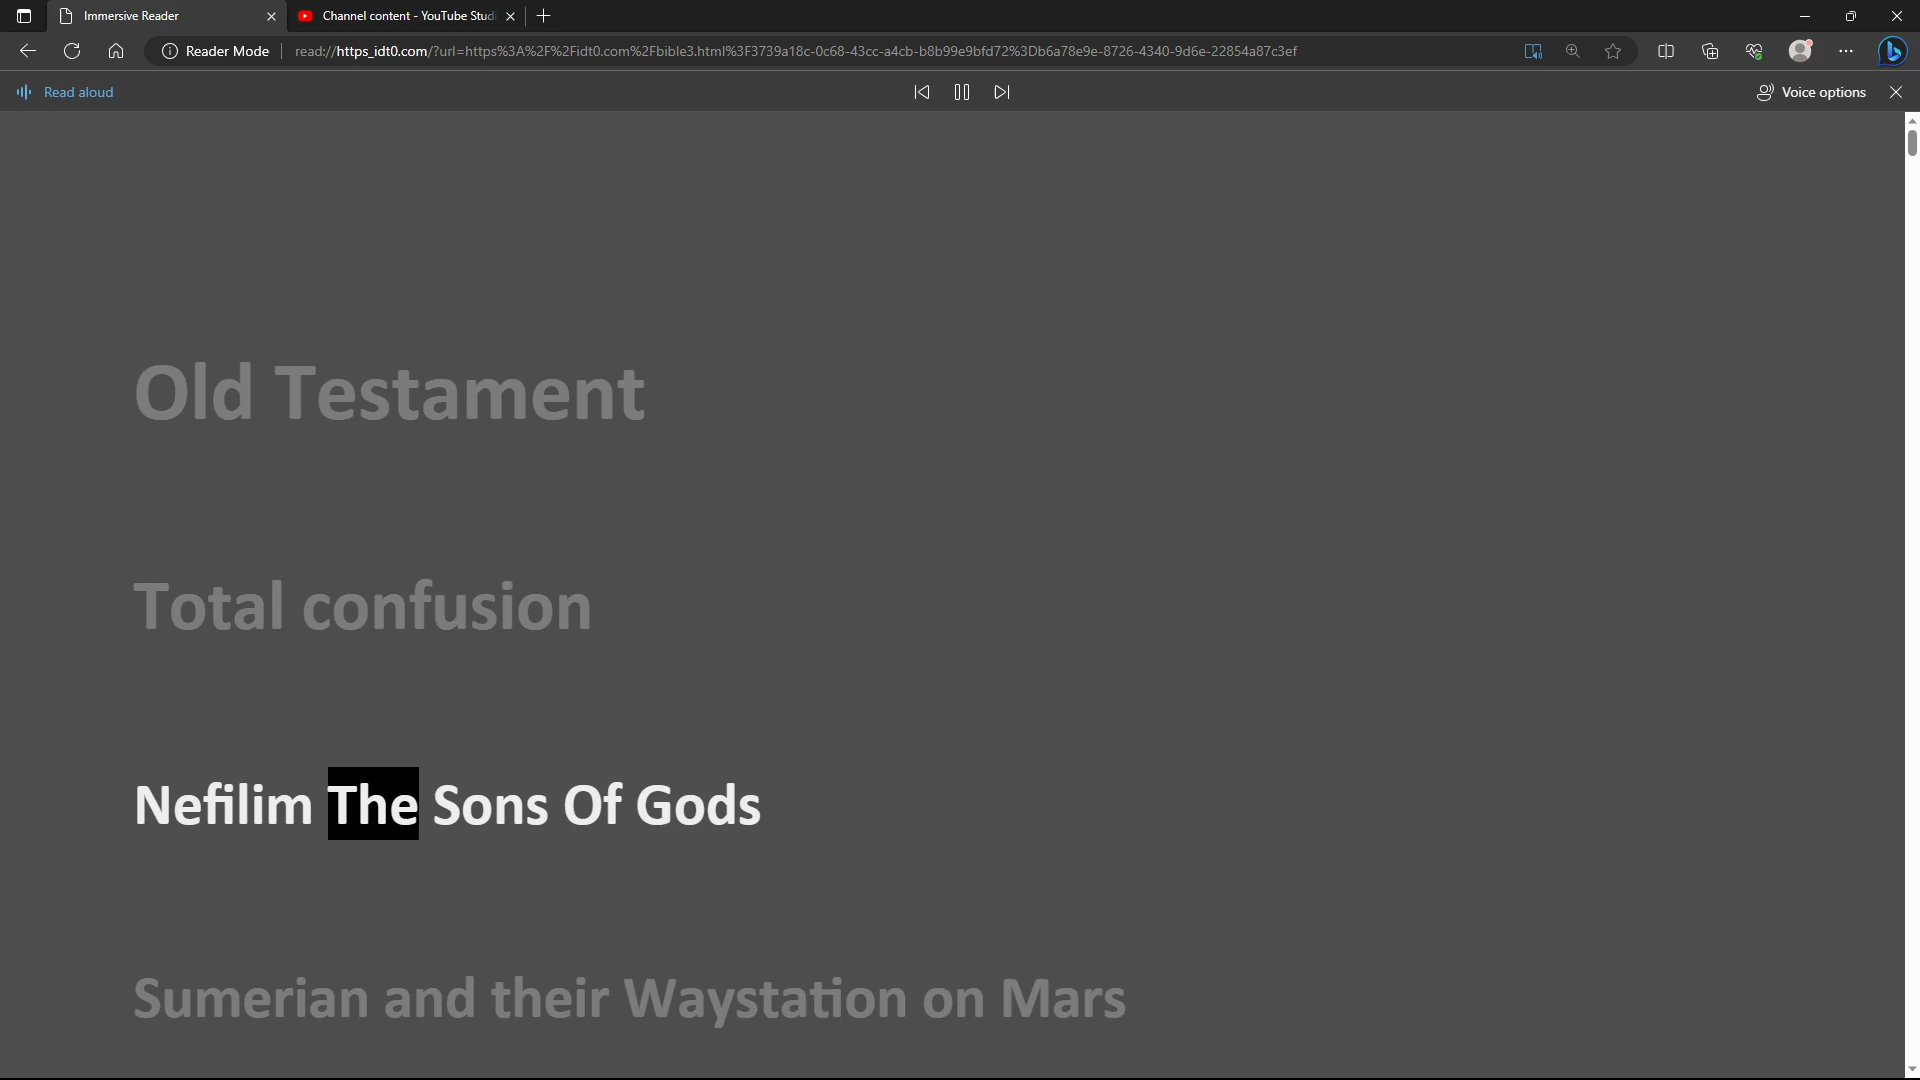 Immersive Reader
Channel content - YouTube Studi
Reader Mode
read://https_idt0.com/?url=https%3A%2F%2Fidt0.com%2Fbible3.html%3F3739a18c-0c68-43cc-a4cb-b8b99e9bfd72%3Db6a78e9e-8726-4340-9d6e-22854a87c3ef
Read aloud
Voice options
Old Testament
Total confusion
Nefilim The Sons Of Gods
Sumerian and their Waystation on Mars